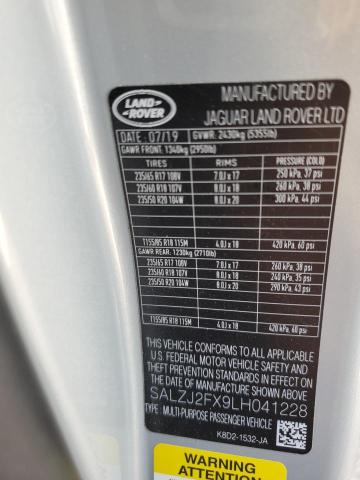 LAND
ROVER
MANUFACTURED BY
JAGUAR LAND ROVER LTD
DATE: 07/19 GVWR: 2430kg (5355lb)
GAWR FRONT: 1340kg (2950lb)
TIRES RIMS PRESSURE (COLD)
235/65 R17 108V 7.0J x 17 250 kPa, 37 psi
235/60 R18 107V 8.0J x 18 260 kPa, 38 psi
235/50 R20 104W 8.0J x 20 300 kPa, 44 psi
T155/85 R18 115M 4.0J x 18 420 kPa, 60 psi
GAWR REAR: 1230kg (2710lb)
235/65 R17 108V 7.0J x 17 260 kPa, 38 psi
235/60 R18 107V 8.0J x 18 240 kPa, 35 psi
235/50 R20 104W 8.0J x 20 290 kPa, 43 psi
T155/85 R18 115M 4.0J x 18 420 kPa, 60 psi
THIS VEHICLE CONFORMS TO ALL APPLICABLE
U.S. FEDERAL MOTOR VEHICLE SAFETY
STANDARDS IN EFFECT ON THE DATE OF
MANUFACTURE SHOWN ABOVE.
SALZJ2FX9LH041228
TYPE: MULTI-PURPOSE PASSENGER VEHICLE
K8D2-1532-JA
WARNING